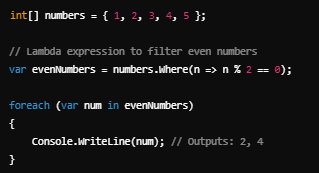 int[] numbers = { 1, 2, 3, 4, 5 };
// Lambda expression to filter even numbers
var evenNumbers = numbers.Where(n => n % 2 == 0);
foreach (var num in evenNumbers)
{
    Console.WriteLine(num); // Outputs: 2, 4
}